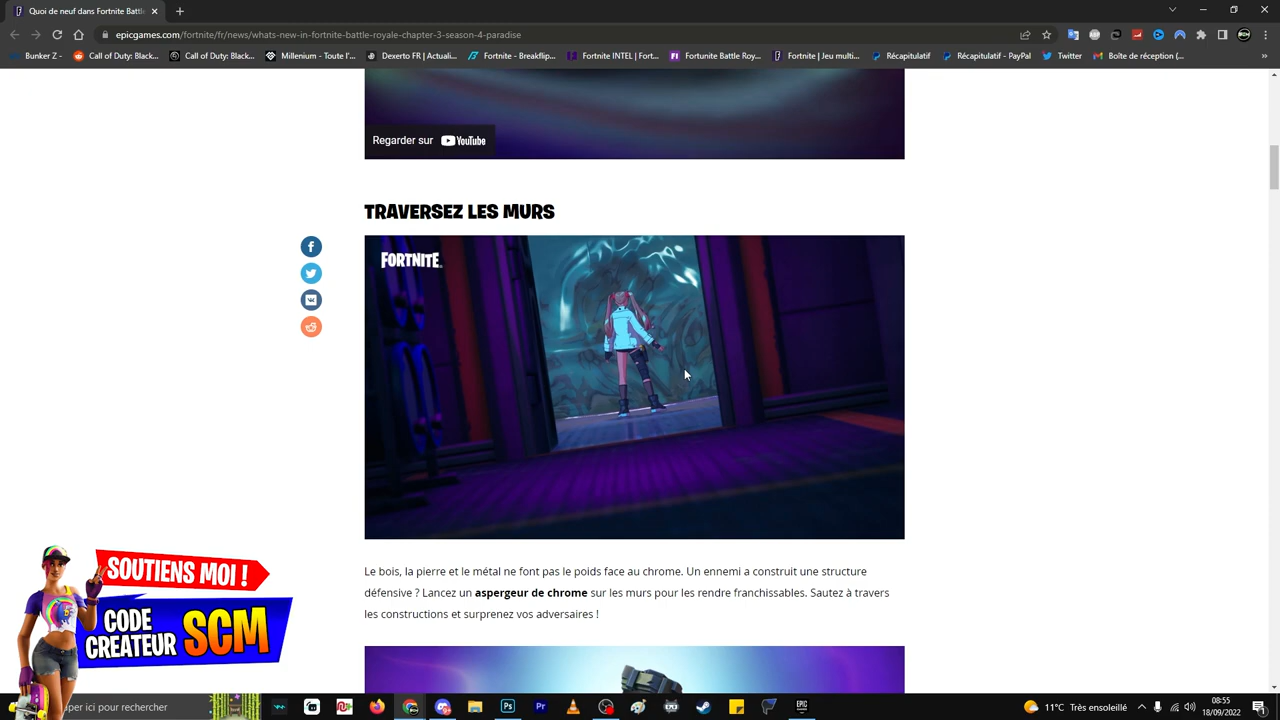 Quoi de neuf dans Fortnite Battl
epicgames.com/fortnite/fr/news/whats-new-in-fortnite-battle-royale-chapter-3-season-4-paradise
Bunker Z - Call of Duty: Black... Call of Duty: Black... Millenium - Toute l'... Dexerto FR | Actuali... Fortnite - Breakflip... Fortnite INTEL | Fort... Fortunite Battle Roy... Fortnite | Jeu multi... Récapitulatif Récapitulatif - PayPal Twitter Boîte de réception (... »
Regarder sur YouTube
TRAVERSEZ LES MURS
FORTNITE
Le bois, la pierre et le métal ne font pas le poids face au chrome. Un ennemi a construit une structure
défensive ? Lancez un aspergeur de chrome sur les murs pour les rendre franchissables. Sautez à travers
les constructions et surprenez vos adversaires !
SOUTIENS MOI !
CODE
CREATEUR SCM
per ici pour rechercher
11°C Très ensoleillé
08:55
18/09/2022